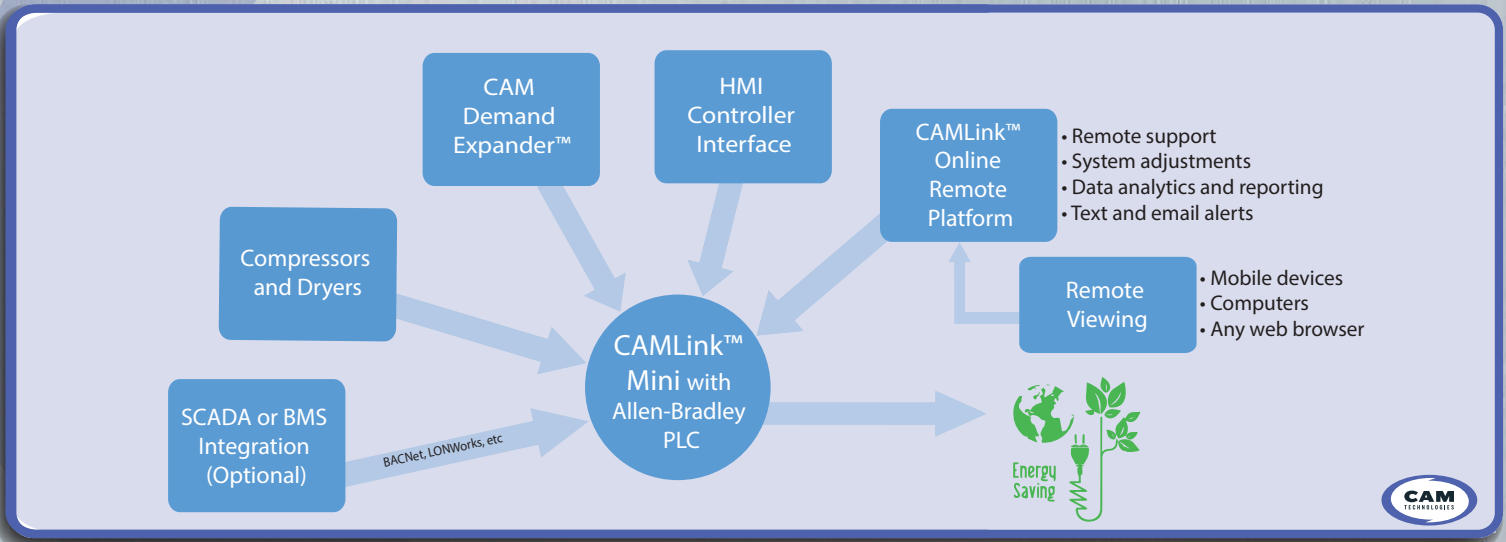 CAM
Demand
Expander™
HMI
Controller
Interface
CAMLink™
Online
Remote
Platform
• Remote support
• System adjustments
• Data analytics and reporting
• Text and email alerts
Compressors
and Dryers
Remote
Viewing
• Mobile devices
• Computers
• Any web browser
CAMLink™
Mini with
Allen-Bradley
PLC
SCADA or BMS
Integration
(Optional)
BACNet, LONWorks, etc
Energy
Saving
CAM
TECHNOLOGIES